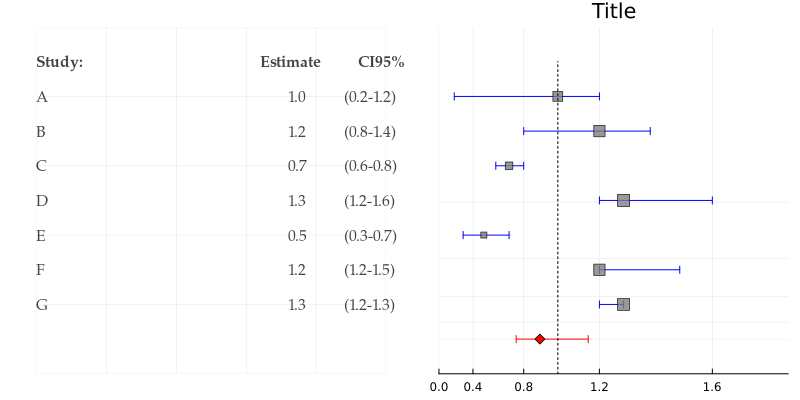 Title
Study: Estimate CI95%
A 1.0 (0.2-1.2)
B 1.2 (0.8-1.4)
C 0.7 (0.6-0.8)
D 1.3 (1.2-1.6)
E 0.5 (0.3-0.7)
F 1.2 (1.2-1.5)
G 1.3 (1.2-1.3)
0.0 0.4 0.8 1.2 1.6